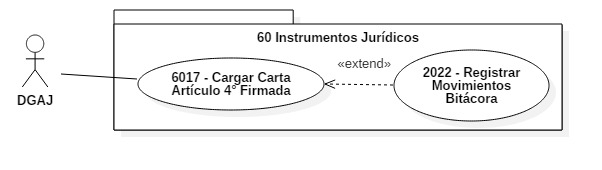 60 Instrumentos Jurídicos
«extend»
6017 - Cargar Carta
Artículo 4° Firmada
2022 - Registrar
Movimientos
Bitácora
DGAJ